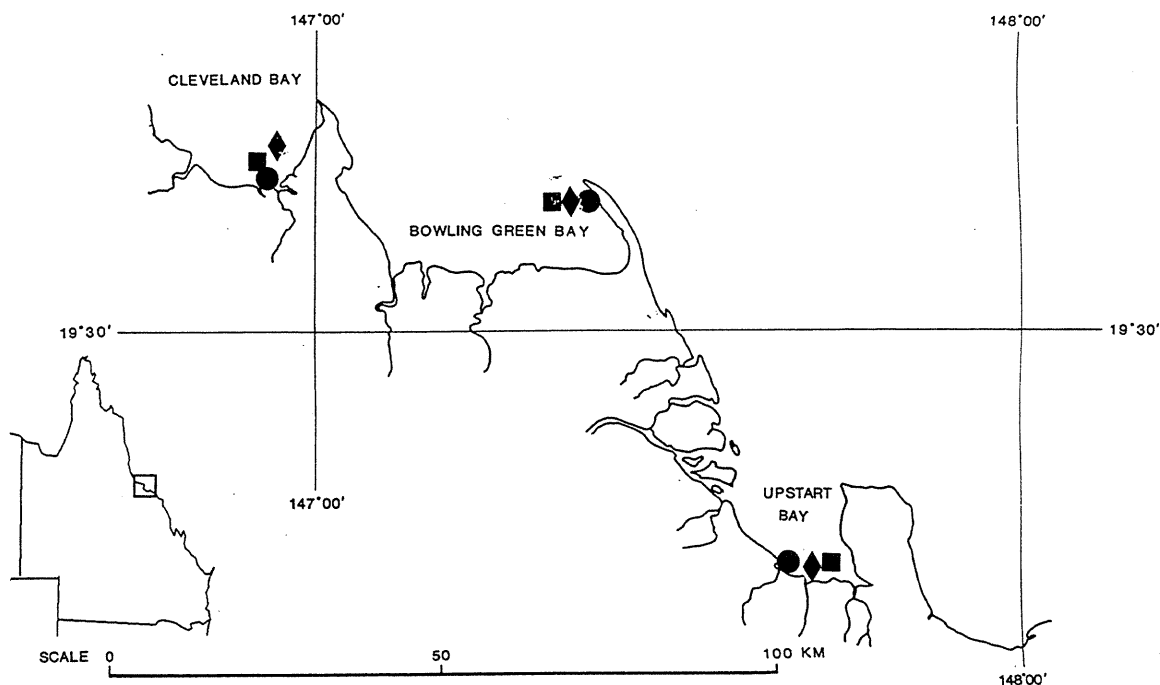 147°00′
148°00′
CLEVELAND BAY
BOWLING GREEN BAY
19°30′
19°30′
147°00′
UPSTART
BAY
SCALE 0 50 100 KM
148°00′